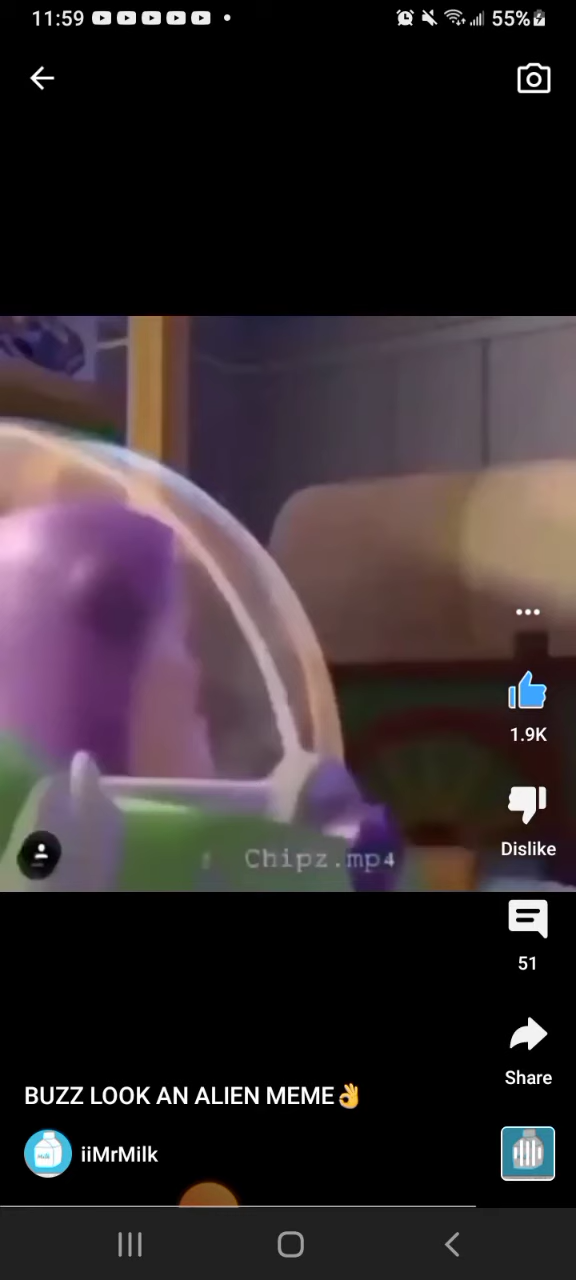 11:59
55%
1.9K
Dislike
Chipz.mp4
51
Share
BUZZ LOOK AN ALIEN MEME👌
iiMrMilk